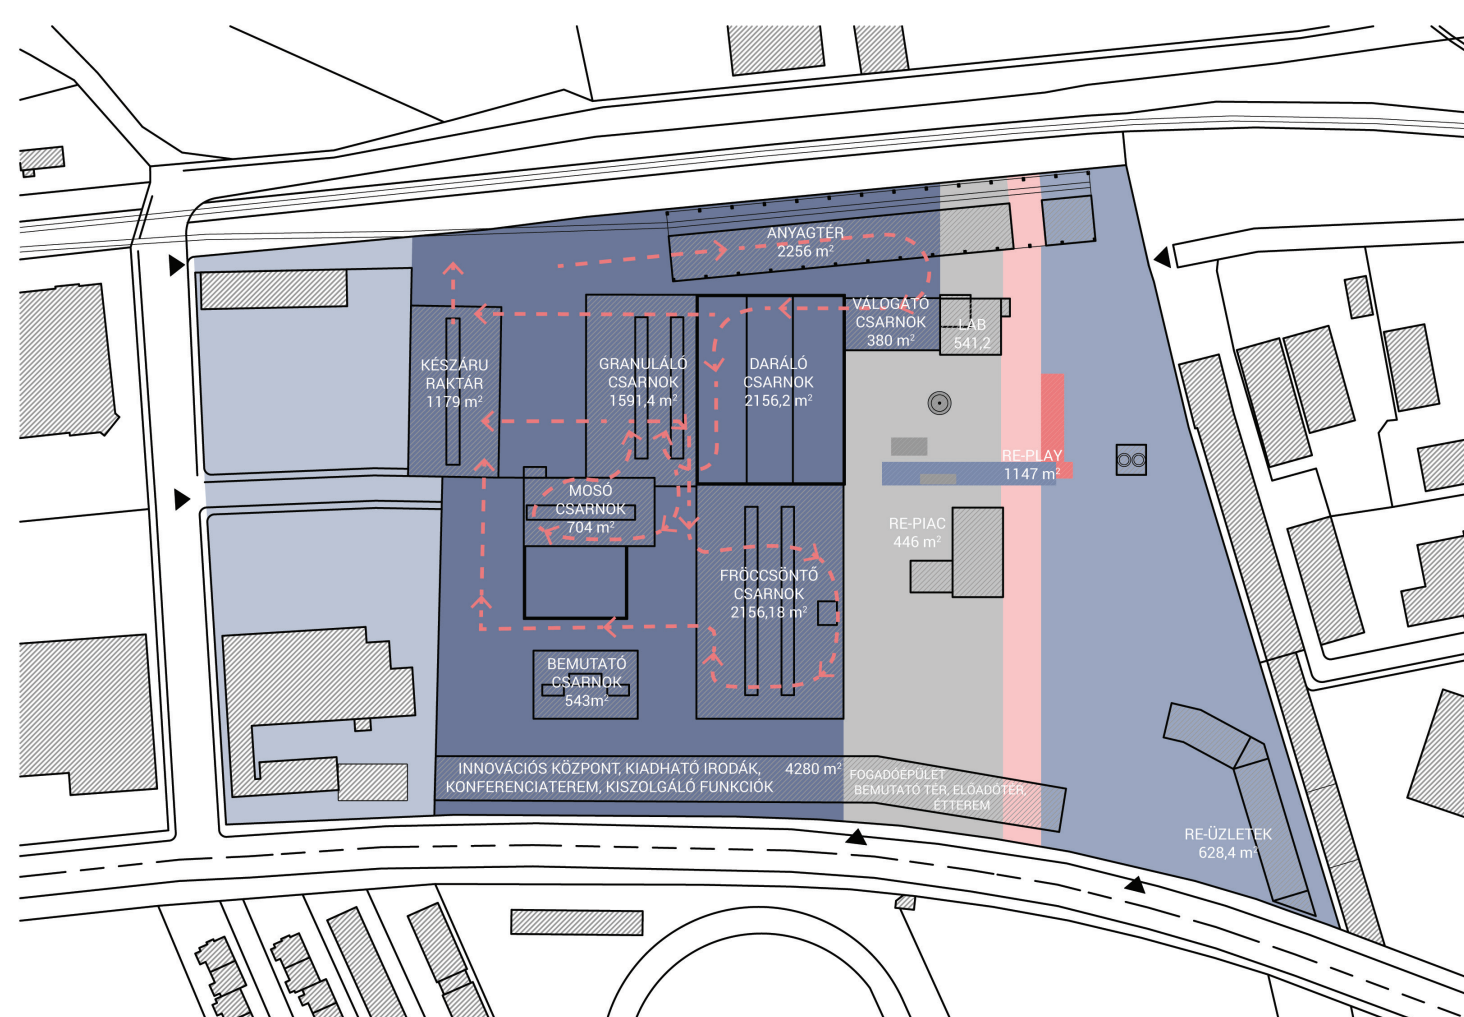 ANYAGTÉR
2256 m²
VÁLOGATÓ
CSARNOK
380 m²
LAB
541,2
KÉSZÁRU
RAKTÁR
1179 m²
GRANULÁLÓ
CSARNOK
1591,4 m²
DARÁLÓ
CSARNOK
2156,2 m²
RE-PLAY
1147 m²
MOSÓ
CSARNOK
704 m²
RE-PIAC
446 m²
FRÖCCSÖNTŐ
CSARNOK
2156,18 m²
BEMUTATÓ
CSARNOK
543m²
INNOVÁCIÓS KÖZPONT, KIADHATÓ IRODÁK,
KONFERENCIATEREM, KISZOLGÁLÓ FUNKCIÓK
4280 m²
FOGADÓÉPÜLET
BEMUTATÓ TÉR, ELŐADÓTÉR,
ÉTTEREM
RE-ÜZLETEK
628,4 m²